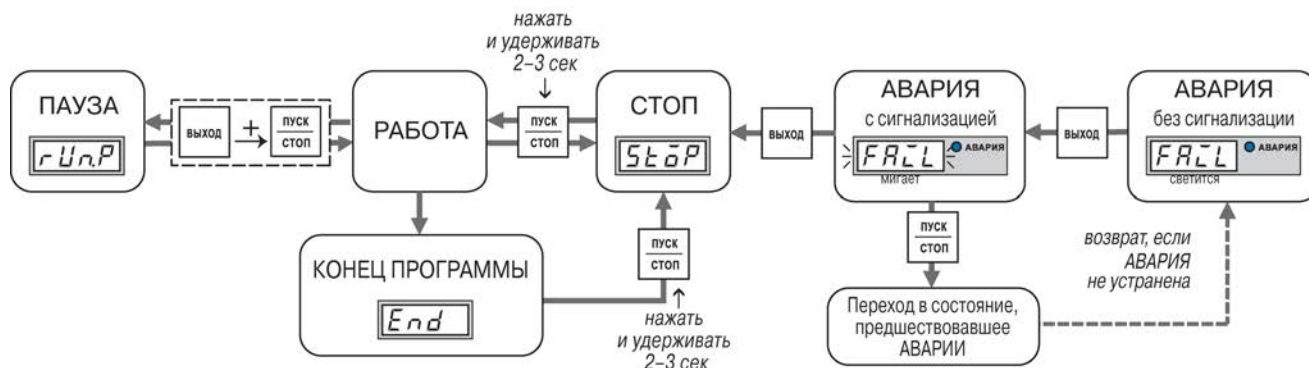 нажать
и удерживать
2–3 сек
↓
ПАУЗА
rUn.P
ВЫХОД
+
→
ПУСК
СТОП
РАБОТА
ПУСК
СТОП
СТОП
StoP
ВЫХОД
АВАРИЯ
с сигнализацией
FAiL
АВАРИЯ
мигает
ВЫХОД
АВАРИЯ
без сигнализации
FAiL
АВАРИЯ
светится
КОНЕЦ ПРОГРАММЫ
End
ПУСК
СТОП
↑
нажать
и удерживать
2–3 сек
ПУСК
СТОП
Переход в состояние,
предшествовавшее
АВАРИИ
возврат, если
АВАРИЯ
не устранена